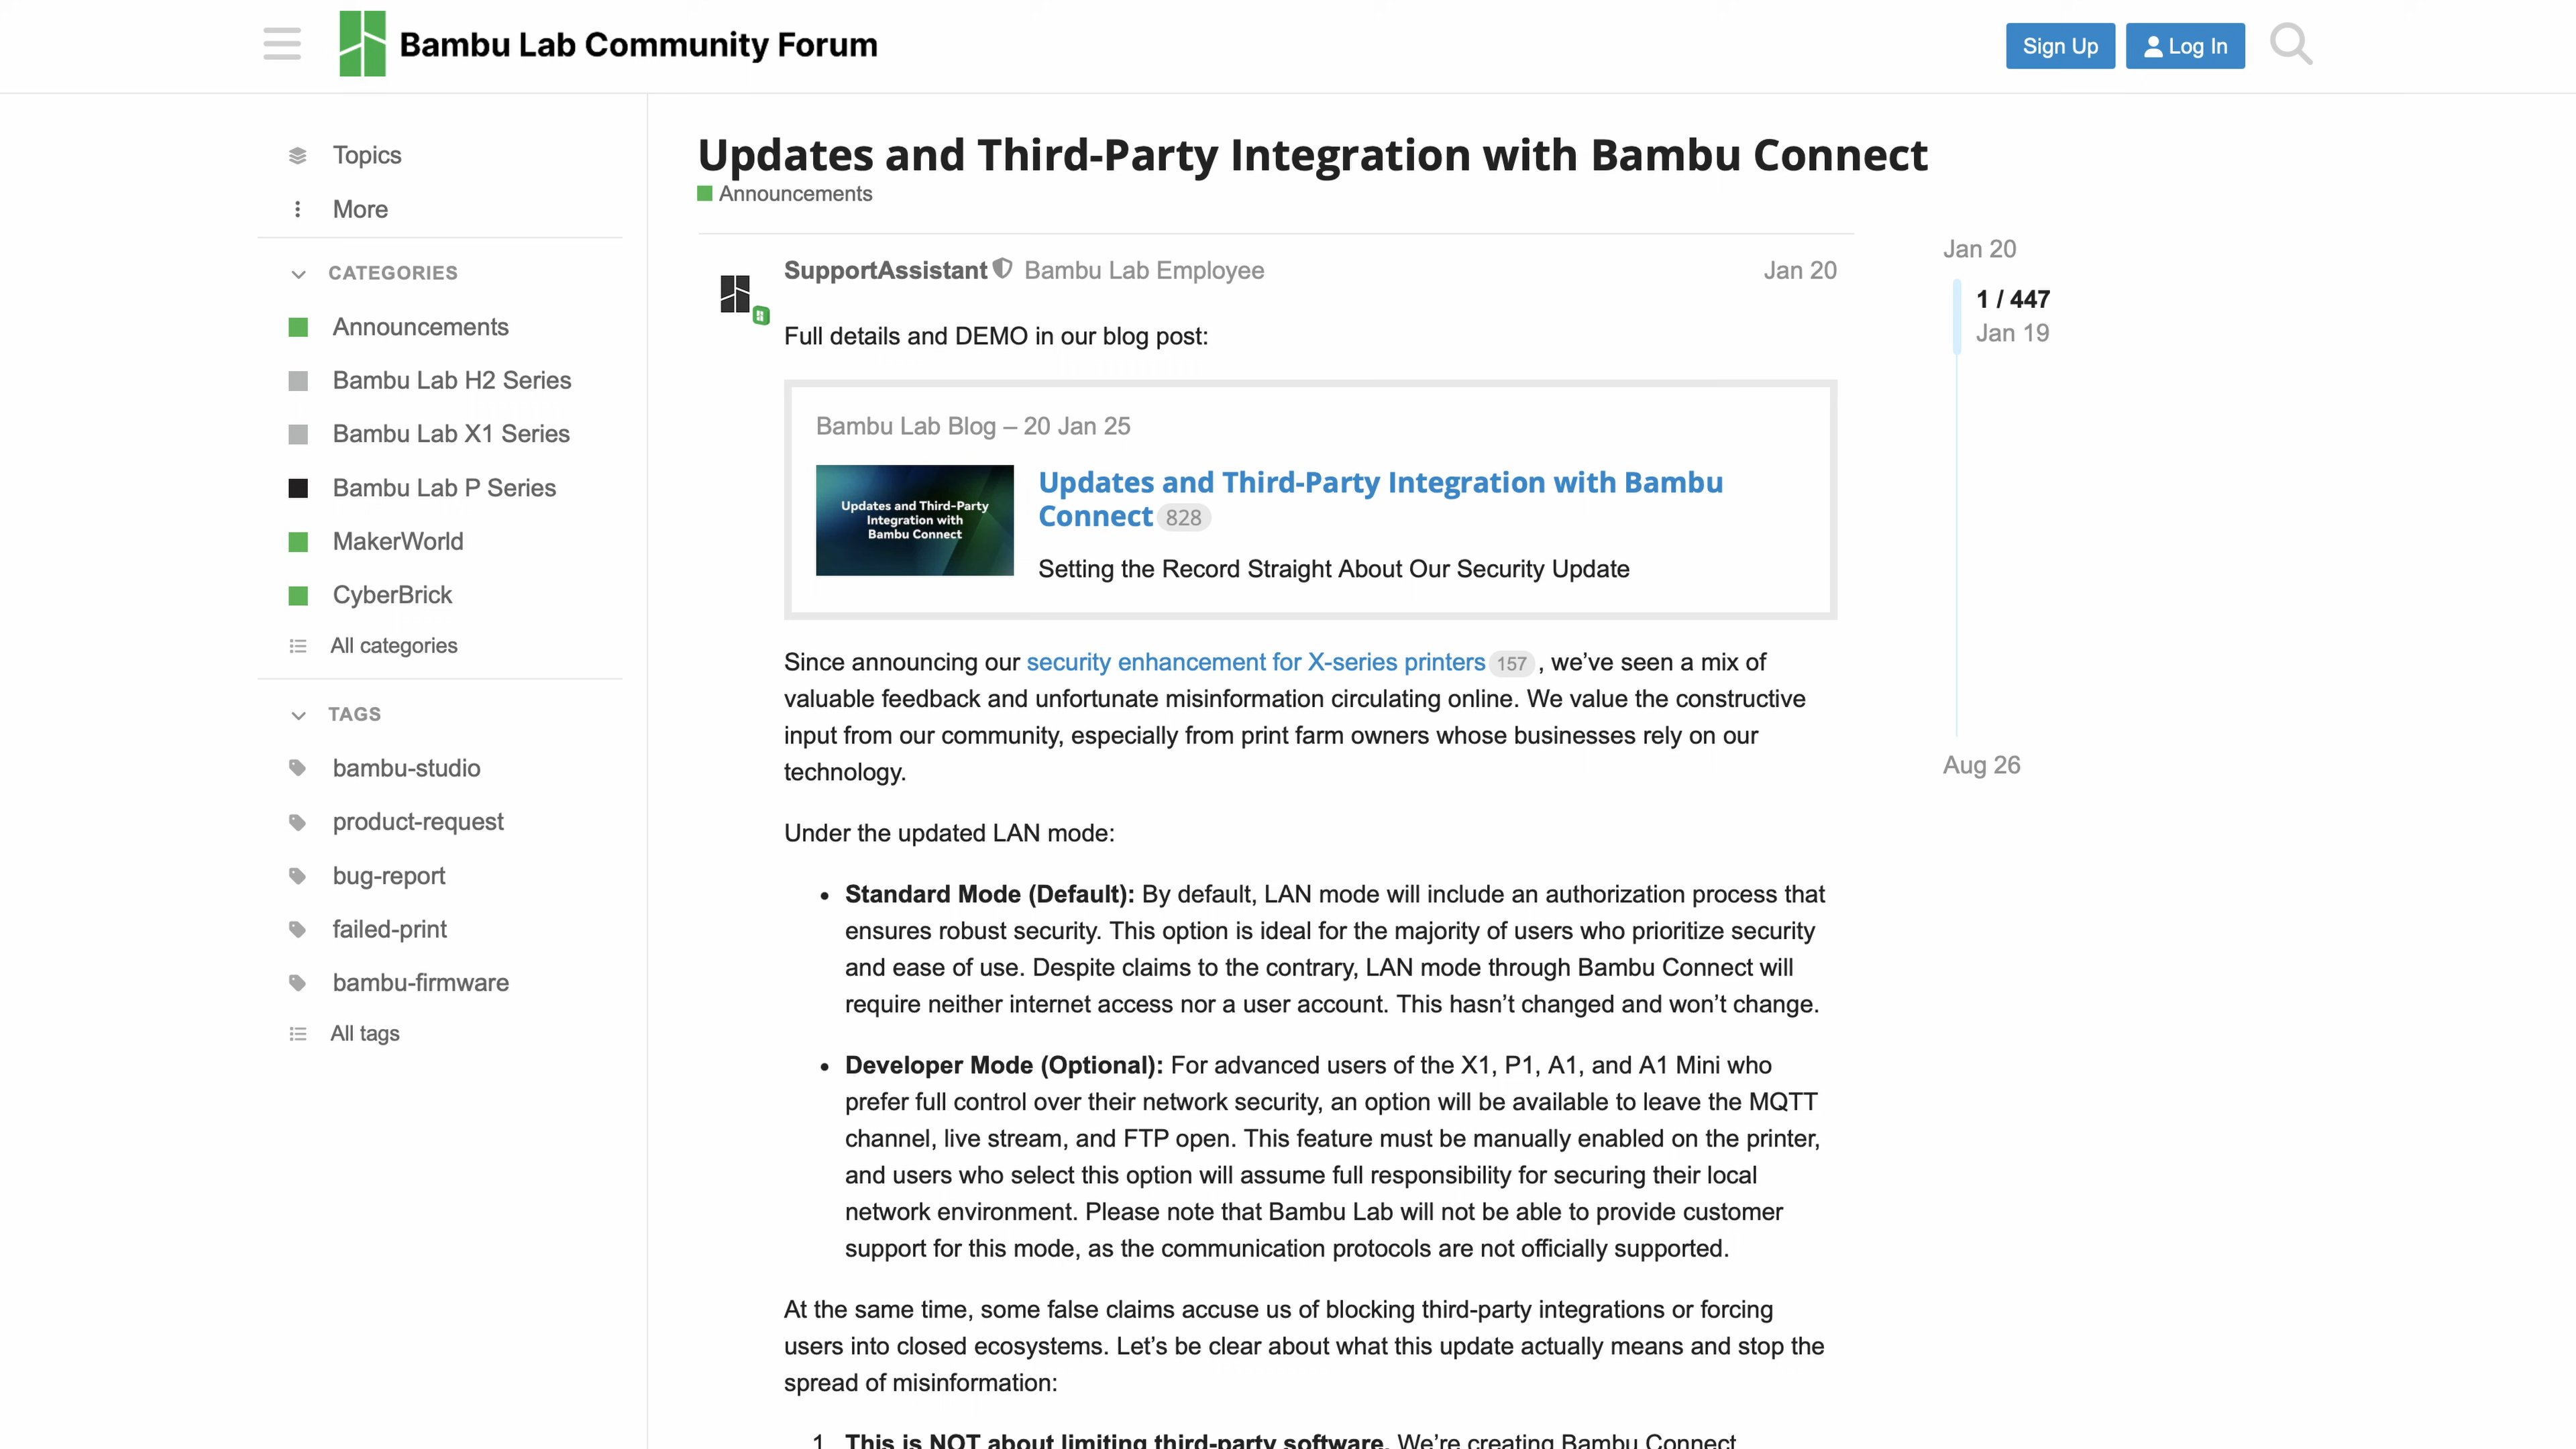 Bambu Lab Community Forum
Sign Up
Log In
Topics
More
CATEGORIES
Announcements
Bambu Lab H2 Series
Bambu Lab X1 Series
Bambu Lab P Series
MakerWorld
CyberBrick
All categories
TAGS
bambu-studio
product-request
bug-report
failed-print
bambu-firmware
All tags
Updates and Third-Party Integration with Bambu Connect
Announcements
SupportAssistant Bambu Lab Employee
Jan 20
Full details and DEMO in our blog post:
Bambu Lab Blog – 20 Jan 25
Updates and Third-Party
Integration with
Bambu Connect
Updates and Third-Party Integration with Bambu
Connect 828
Setting the Record Straight About Our Security Update
Since announcing our security enhancement for X-series printers 157 , we’ve seen a mix of
valuable feedback and unfortunate misinformation circulating online. We value the constructive
input from our community, especially from print farm owners whose businesses rely on our
technology.
Under the updated LAN mode:
• Standard Mode (Default): By default, LAN mode will include an authorization process that
ensures robust security. This option is ideal for the majority of users who prioritize security
and ease of use. Despite claims to the contrary, LAN mode through Bambu Connect will
require neither internet access nor a user account. This hasn’t changed and won’t change.
• Developer Mode (Optional): For advanced users of the X1, P1, A1, and A1 Mini who
prefer full control over their network security, an option will be available to leave the MQTT
channel, live stream, and FTP open. This feature must be manually enabled on the printer,
and users who select this option will assume full responsibility for securing their local
network environment. Please note that Bambu Lab will not be able to provide customer
support for this mode, as the communication protocols are not officially supported.
At the same time, some false claims accuse us of blocking third-party integrations or forcing
users into closed ecosystems. Let’s be clear about what this update actually means and stop the
spread of misinformation:
1. This is NOT about limiting third-party software. We’re creating Bambu Connect
Jan 20
1 / 447
Jan 19
Aug 26